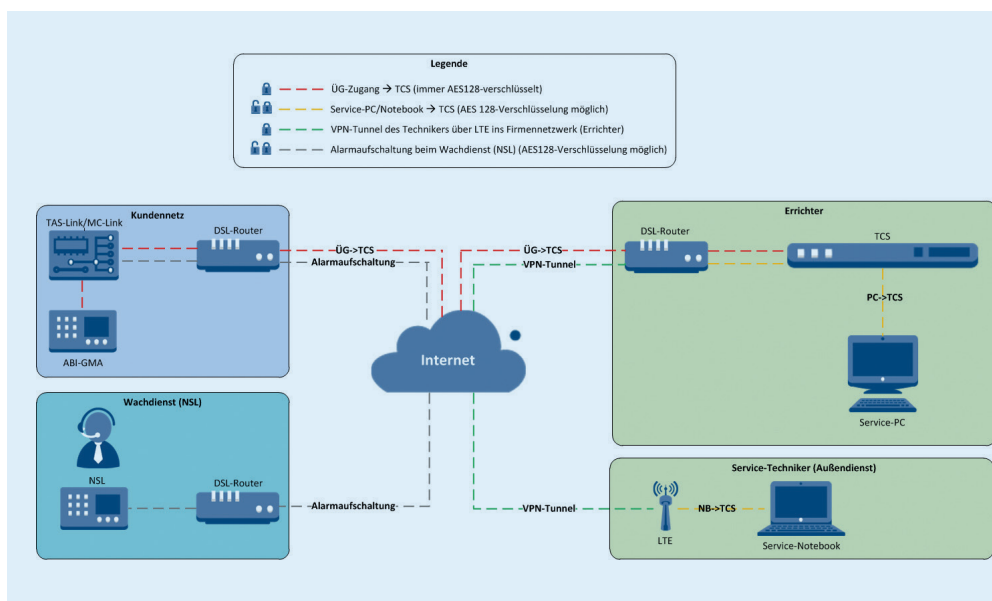 Legende
ÜG-Zugang → TCS (immer AES128-verschlüsselt)
Service-PC/Notebook → TCS (AES 128-Verschlüsselung möglich)
VPN-Tunnel des Technikers über LTE ins Firmennetzwerk (Errichter)
Alarmaufschaltung beim Wachdienst (NSL) (AES128-Verschlüsselung möglich)
Kundennetz
TAS-Link/MC-Link
DSL-Router
ÜG->TCS
Alarmaufschaltung
ABI-GMA
Errichter
DSL-Router
TCS
ÜG->TCS
VPN-Tunnel
PC->TCS
Service-PC
Internet
Wachdienst (NSL)
NSL
DSL-Router
Alarmaufschaltung
Service-Techniker (Außendienst)
VPN-Tunnel
NB->TCS
LTE
Service-Notebook